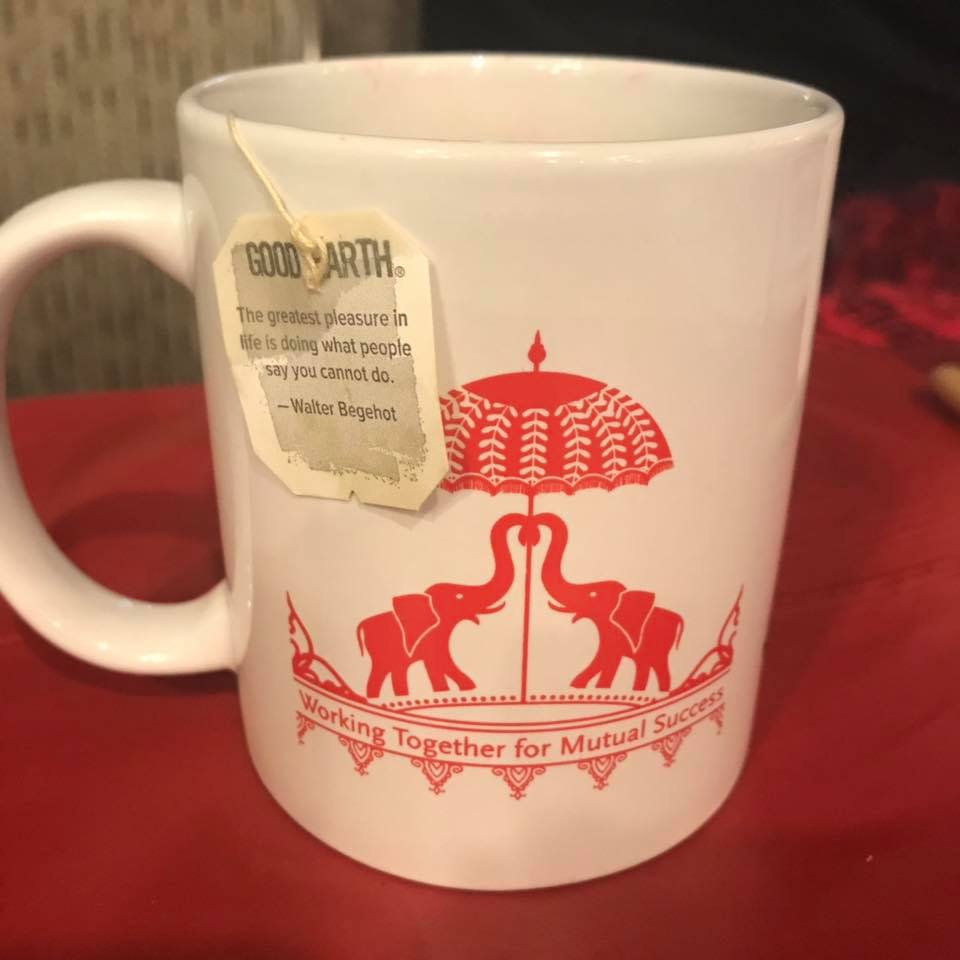 GOOD EARTH®
The greatest pleasure in
life is doing what people
say you cannot do.
—Walter Begehot
Working Together for Mutual Success